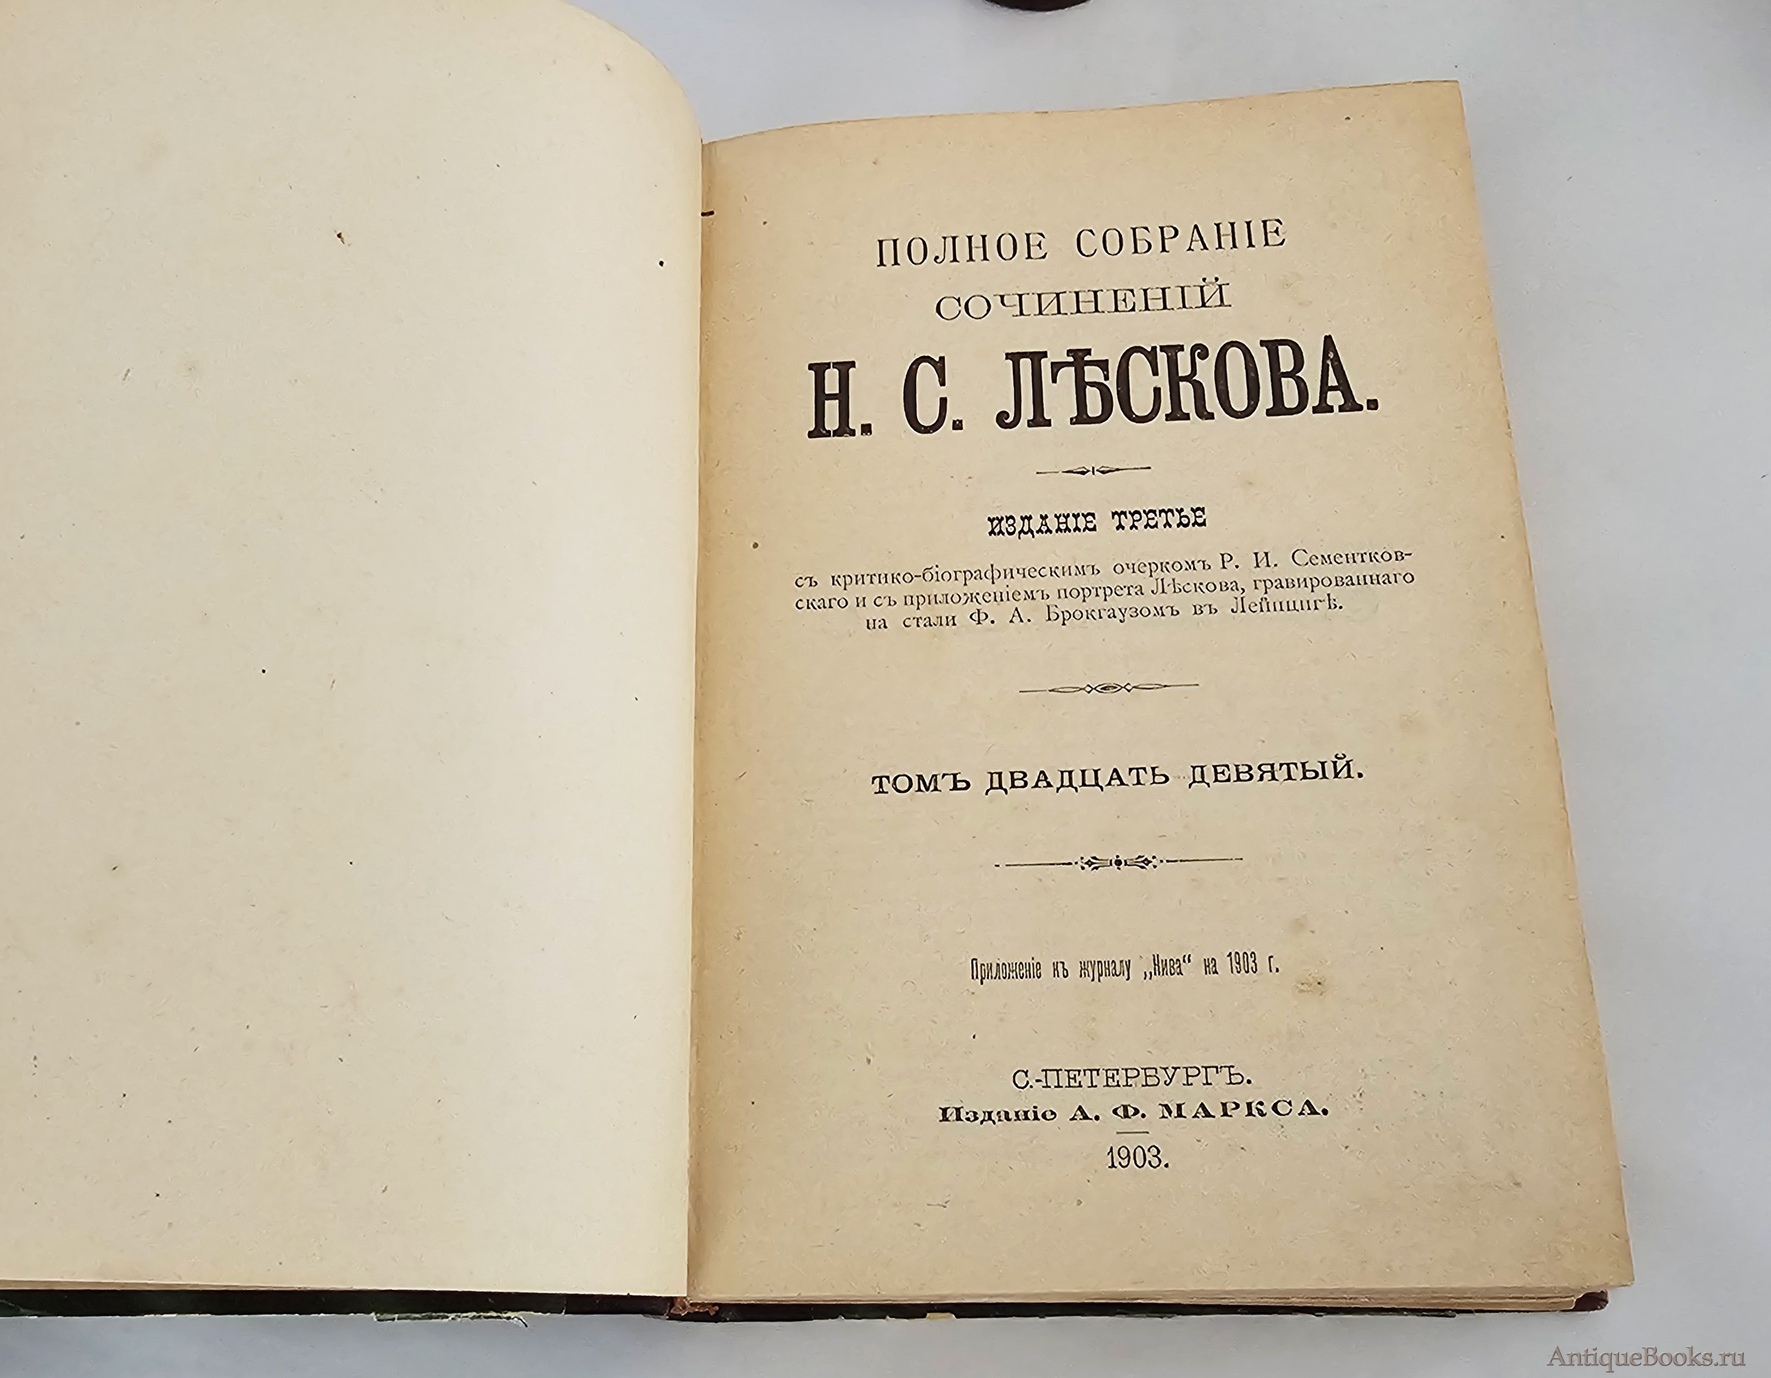 ПОЛНОЕ СОБРАНІЕ
СОЧИНЕНІЙ
Н. С. ЛѢСКОВА.
ИЗДАНІЕ ТРЕТЬЕ
съ критико-біографическимъ очеркомъ Р. И. Сементков-
скаго и съ приложеніемъ портрета Лѣскова, гравированнаго
на стали Ф. А. Брокгаузомъ въ Лейпцигѣ.
ТОМЪ ДВАДЦАТЬ ДЕВЯТЫЙ.
Приложеніе къ журналу „Нива“ на 1903 г.
С.-ПЕТЕРБУРГЪ.
Изданіе А. Ф. МАРКСА.
1903.
AntiqueBooks.ru